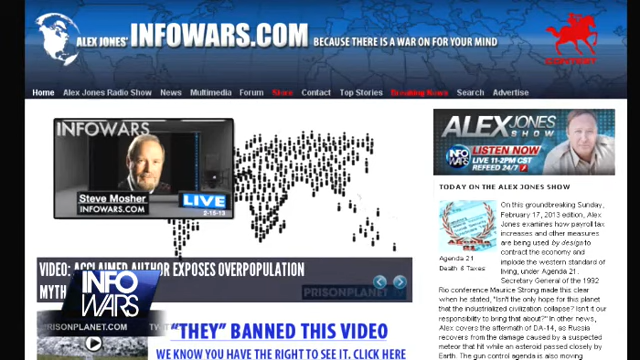 ALEX JONES' INFOWARS.COM BECAUSE THERE IS A WAR ON FOR YOUR MIND
Home Alex Jones Radio Show News Multimedia Forum Store Contact Top Stories Breaking News Search Advertise
INFOWARS
Steve Mosher
INFOWARS.COM
LIVE
2-15-13
VIDEO: ACCLAIMED AUTHOR EXPOSES OVERPOPULATION
MYTH
PRISONPLANET
INFO
WARS
PRISONPLANET.COM
"THEY" BANNED THIS VIDEO
WE KNOW YOU HAVE THE RIGHT TO SEE IT. CLICK HERE
ALEX JONES
SHOW
INFO
WARS
LISTEN NOW
LIVE 11-2PM CST
REFEED 24/7
TODAY ON THE ALEX JONES SHOW
Agenda 21
Agenda 21
Death & Taxes
On this groundbreaking Sunday,
February 17, 2013 edition, Alex
Jones examines how payroll tax
increases and other measures
are being used by design to
contract the economy and
implode the western standard of
living, under Agenda 21.
Secretary General of the 1992
Rio conference Maurice Strong made this clear
when he stated, "Isn't the only hope for this planet
that the industrialized civilization collapse? Isn't it our
responsibility to bring that about?" In other news,
Alex covers the aftermath of DA-14, as Russia
recovers from the damage caused by a suspected
meteor that hit while an asteroid passed closely by
Earth. The gun control agenda is also moving